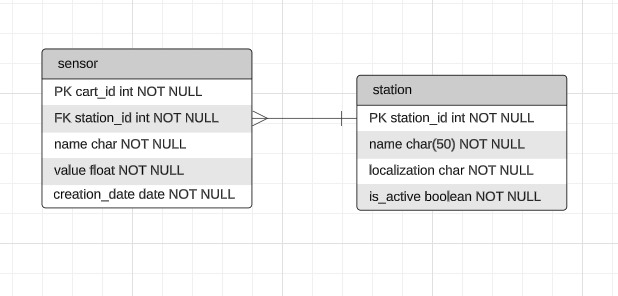 sensor
PK cart_id int NOT NULL
FK station_id int NOT NULL
name char NOT NULL
value float NOT NULL
creation_date date NOT NULL
station
PK station_id int NOT NULL
name char(50) NOT NULL
localization char NOT NULL
is_active boolean NOT NULL